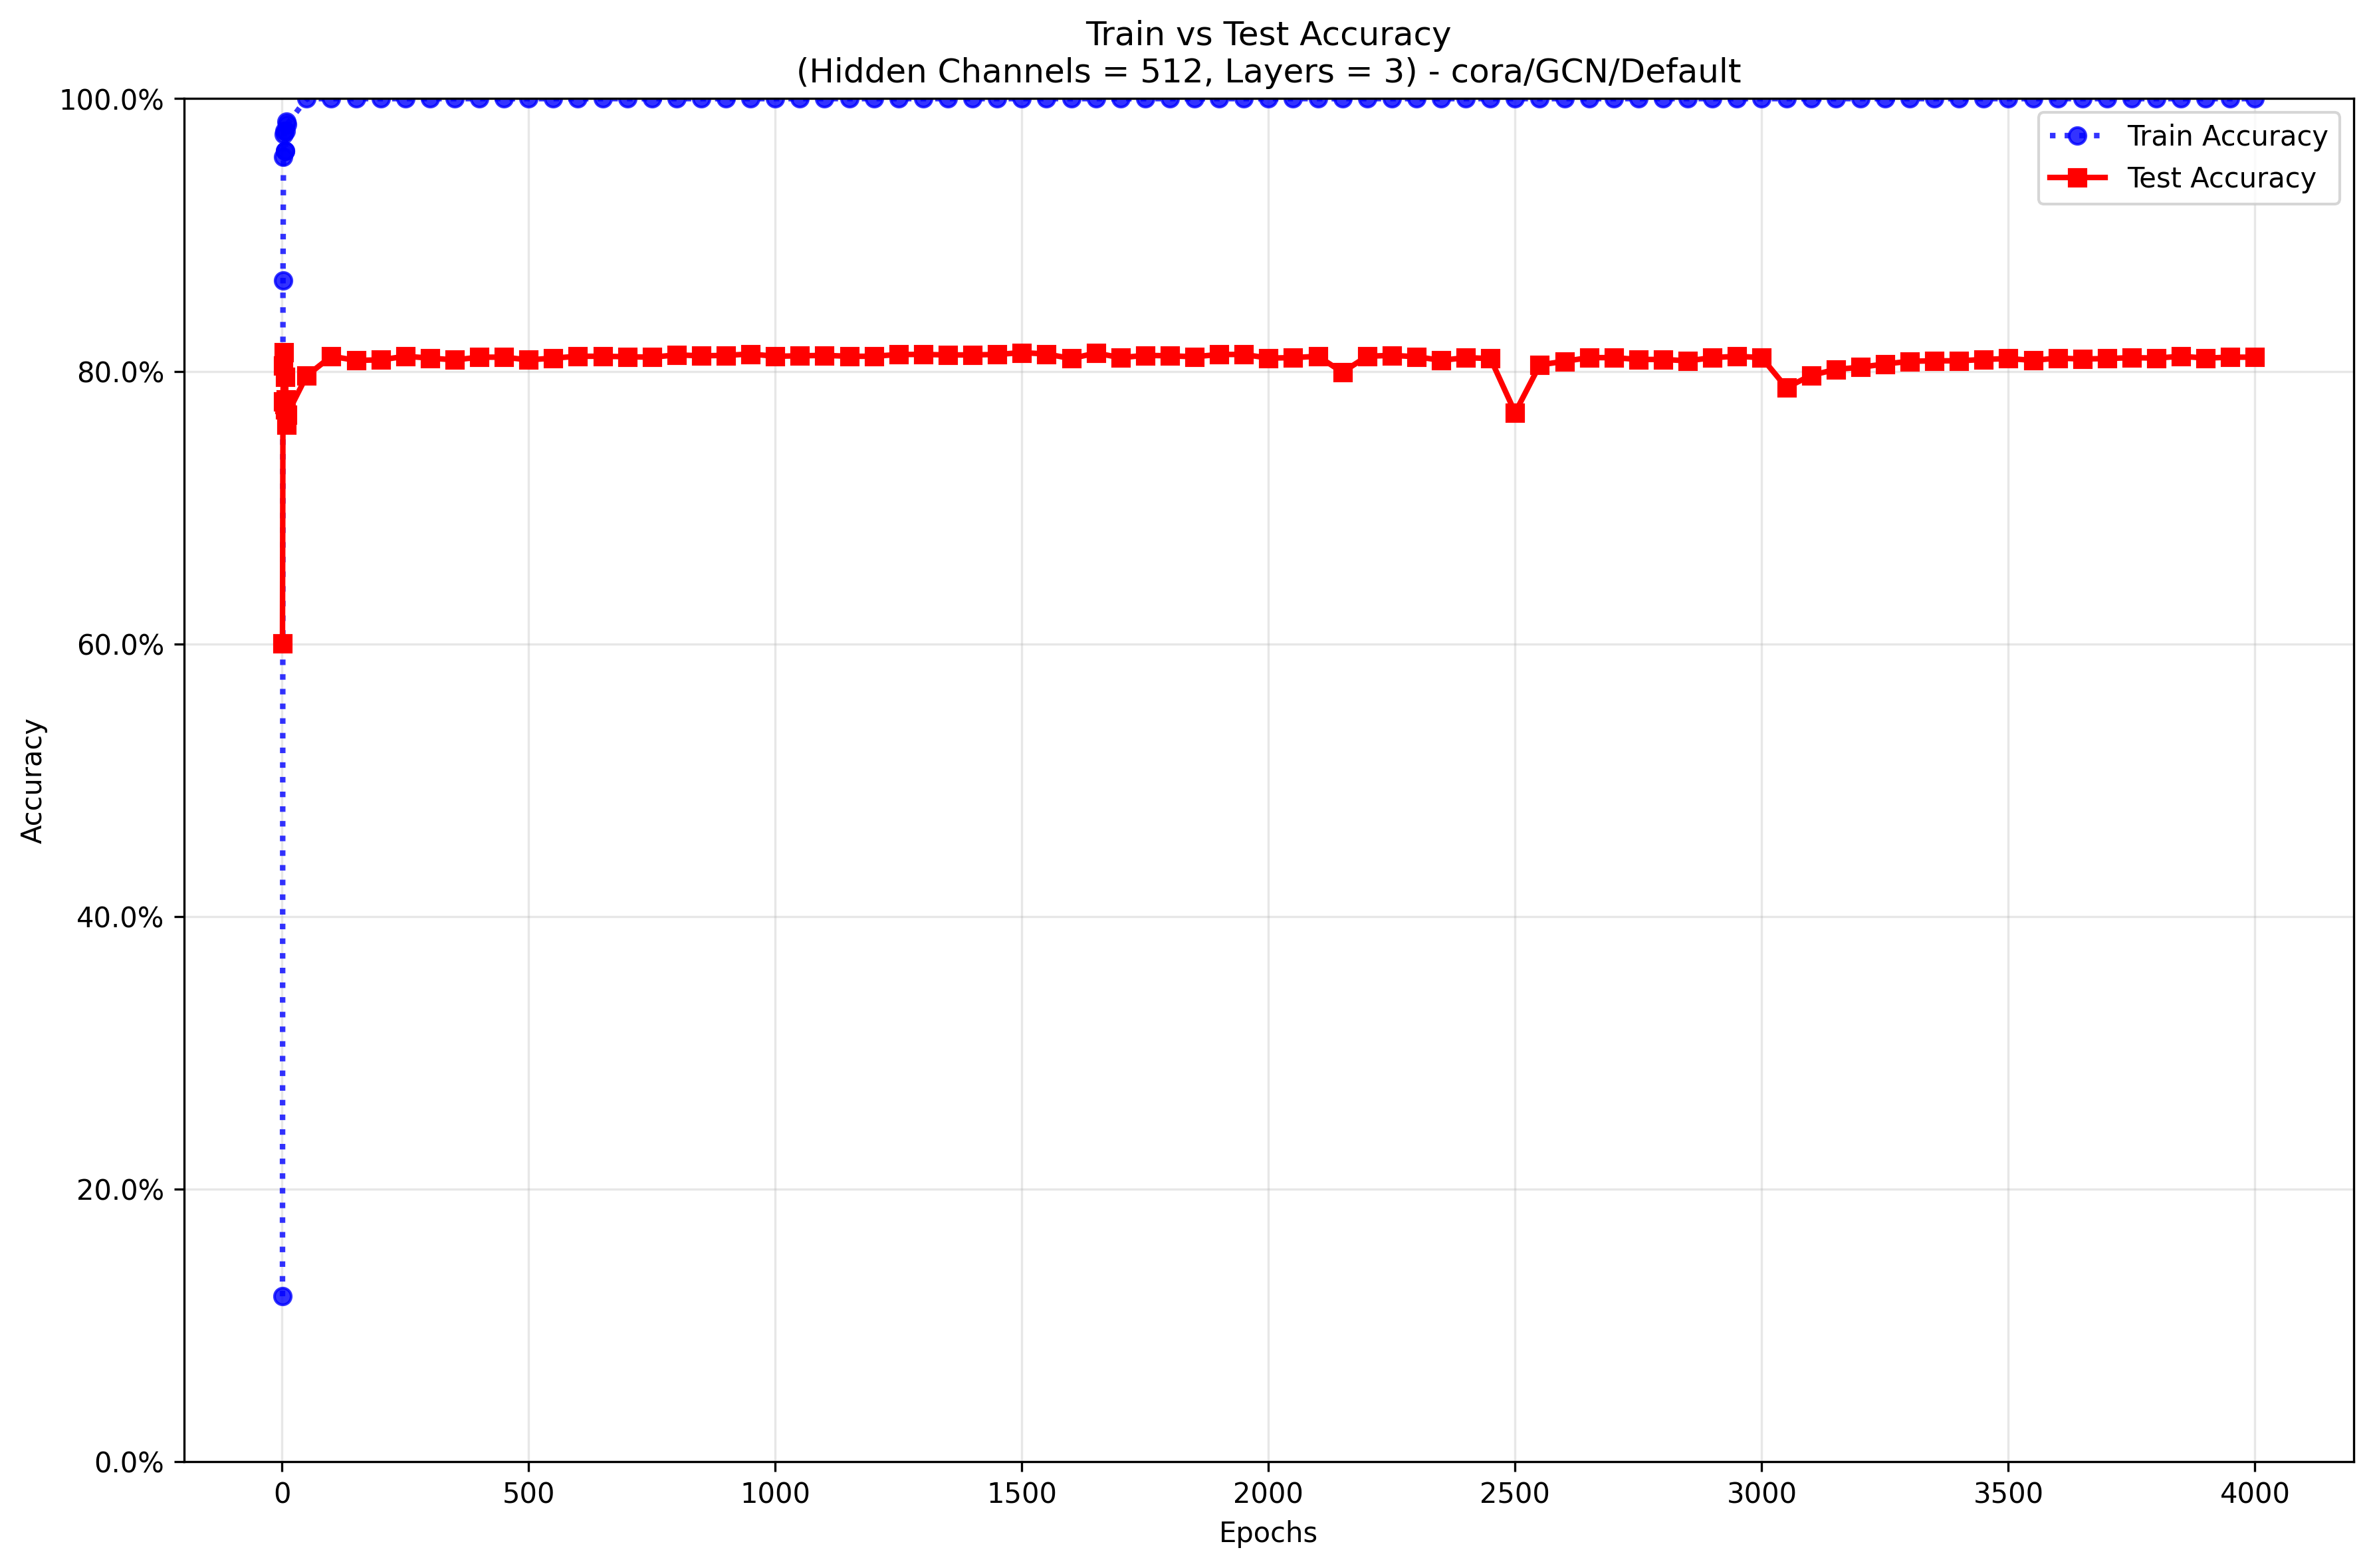 Train vs Test Accuracy
(Hidden Channels = 512, Layers = 3) - cora/GCN/Default
100.0%
80.0%
60.0%
40.0%
20.0%
0.0%
Accuracy
Train Accuracy
Test Accuracy
0
500
1000
1500
2000
2500
3000
3500
4000
Epochs